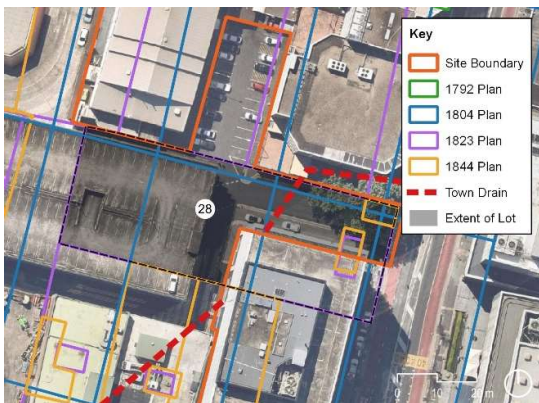 Key
Site Boundary
1792 Plan
1804 Plan
1823 Plan
1844 Plan
Town Drain
Extent of Lot
28
0 10 20 m